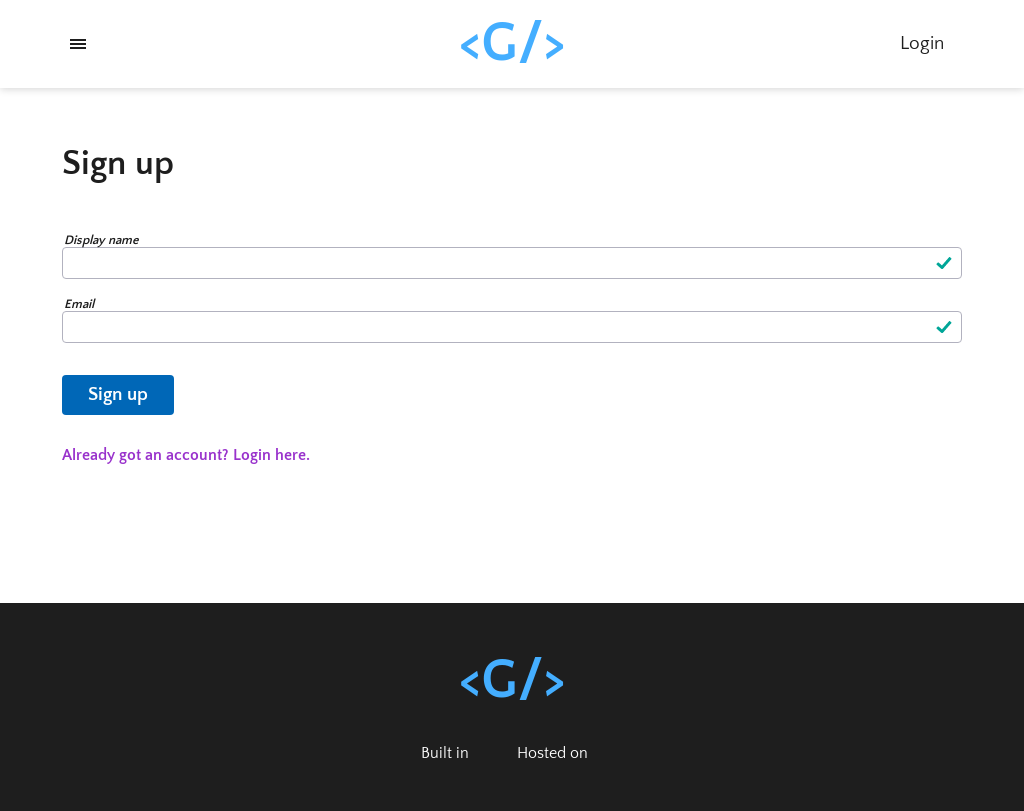 <G/>
Login
Sign up
Display name
Email
Sign up
Already got an account? Login here.
<G/>
Built in
Hosted on